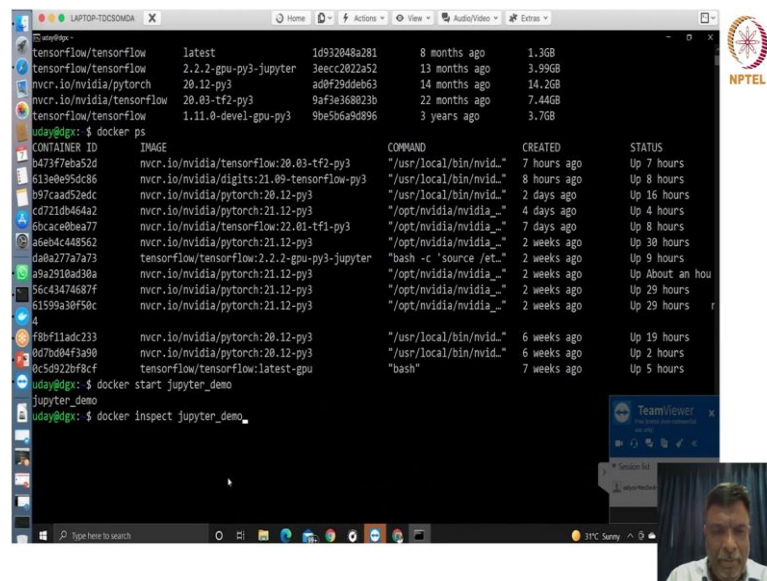 LAPTOP-TDCSOMDA X Home Actions View Audio/Video Extras
uday@dgx: ~
tensorflow/tensorflow latest 1d932048a281 8 months ago 1.3GB
tensorflow/tensorflow 2.2.2-gpu-py3-jupyter 3eecc2022a52 13 months ago 3.99GB
nvcr.io/nvidia/pytorch 20.12-py3 ad0f29ddeb63 14 months ago 14.2GB
nvcr.io/nvidia/tensorflow 20.03-tf2-py3 9af3e368023b 22 months ago 7.44GB
tensorflow/tensorflow 1.11.0-devel-gpu-py3 9be5b6a9d896 3 years ago 3.7GB
uday@dgx:~$ docker ps
CONTAINER ID IMAGE COMMAND CREATED STATUS
b473f7eba52d nvcr.io/nvidia/tensorflow:20.03-tf2-py3 "/usr/local/bin/nvid…" 7 hours ago Up 7 hours
613e0e95dc86 nvcr.io/nvidia/digits:21.09-tensorflow-py3 "/usr/local/bin/nvid…" 8 hours ago Up 8 hours
b97caad52edc nvcr.io/nvidia/pytorch:20.12-py3 "/usr/local/bin/nvid…" 2 days ago Up 16 hours
cd721db464a2 nvcr.io/nvidia/pytorch:21.12-py3 "/opt/nvidia/nvidia_…" 4 days ago Up 4 hours
6bcace0bea77 nvcr.io/nvidia/tensorflow:22.01-tf1-py3 "/opt/nvidia/nvidia_…" 7 days ago Up 8 hours
a6eb4c448562 nvcr.io/nvidia/pytorch:21.12-py3 "/opt/nvidia/nvidia_…" 2 weeks ago Up 30 hours
da0a277a7a73 tensorflow/tensorflow:2.2.2-gpu-py3-jupyter "bash -c 'source /et…" 2 weeks ago Up 9 hours
a9a2910ad30a nvcr.io/nvidia/pytorch:21.12-py3 "/opt/nvidia/nvidia_…" 2 weeks ago Up About an hou
56c43474687f nvcr.io/nvidia/pytorch:21.12-py3 "/opt/nvidia/nvidia_…" 2 weeks ago Up 29 hours
61599a30f50c nvcr.io/nvidia/pytorch:21.12-py3 "/opt/nvidia/nvidia_…" 2 weeks ago Up 29 hours r
4
f8bf11adc233 nvcr.io/nvidia/pytorch:20.12-py3 "/usr/local/bin/nvid…" 6 weeks ago Up 19 hours
0d7bd04f3a90 nvcr.io/nvidia/pytorch:20.12-py3 "/usr/local/bin/nvid…" 6 weeks ago Up 2 hours
0c5d922bf8cf tensorflow/tensorflow:latest-gpu "bash" 7 weeks ago Up 5 hours
uday@dgx:~$ docker start jupyter_demo
jupyter_demo
uday@dgx:~$ docker inspect jupyter_demo
TeamViewer
Session list
Type here to search
31°C Sunny
NPTEL